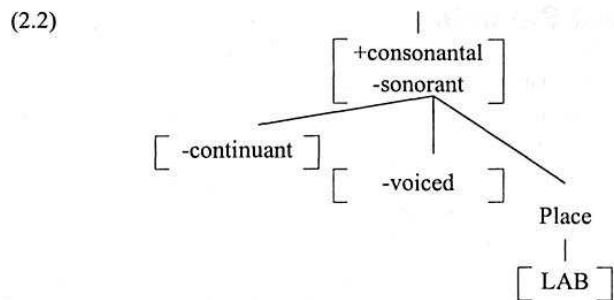 (2.2)
+consonantal
-sonorant
-continuant
-voiced
Place
LAB